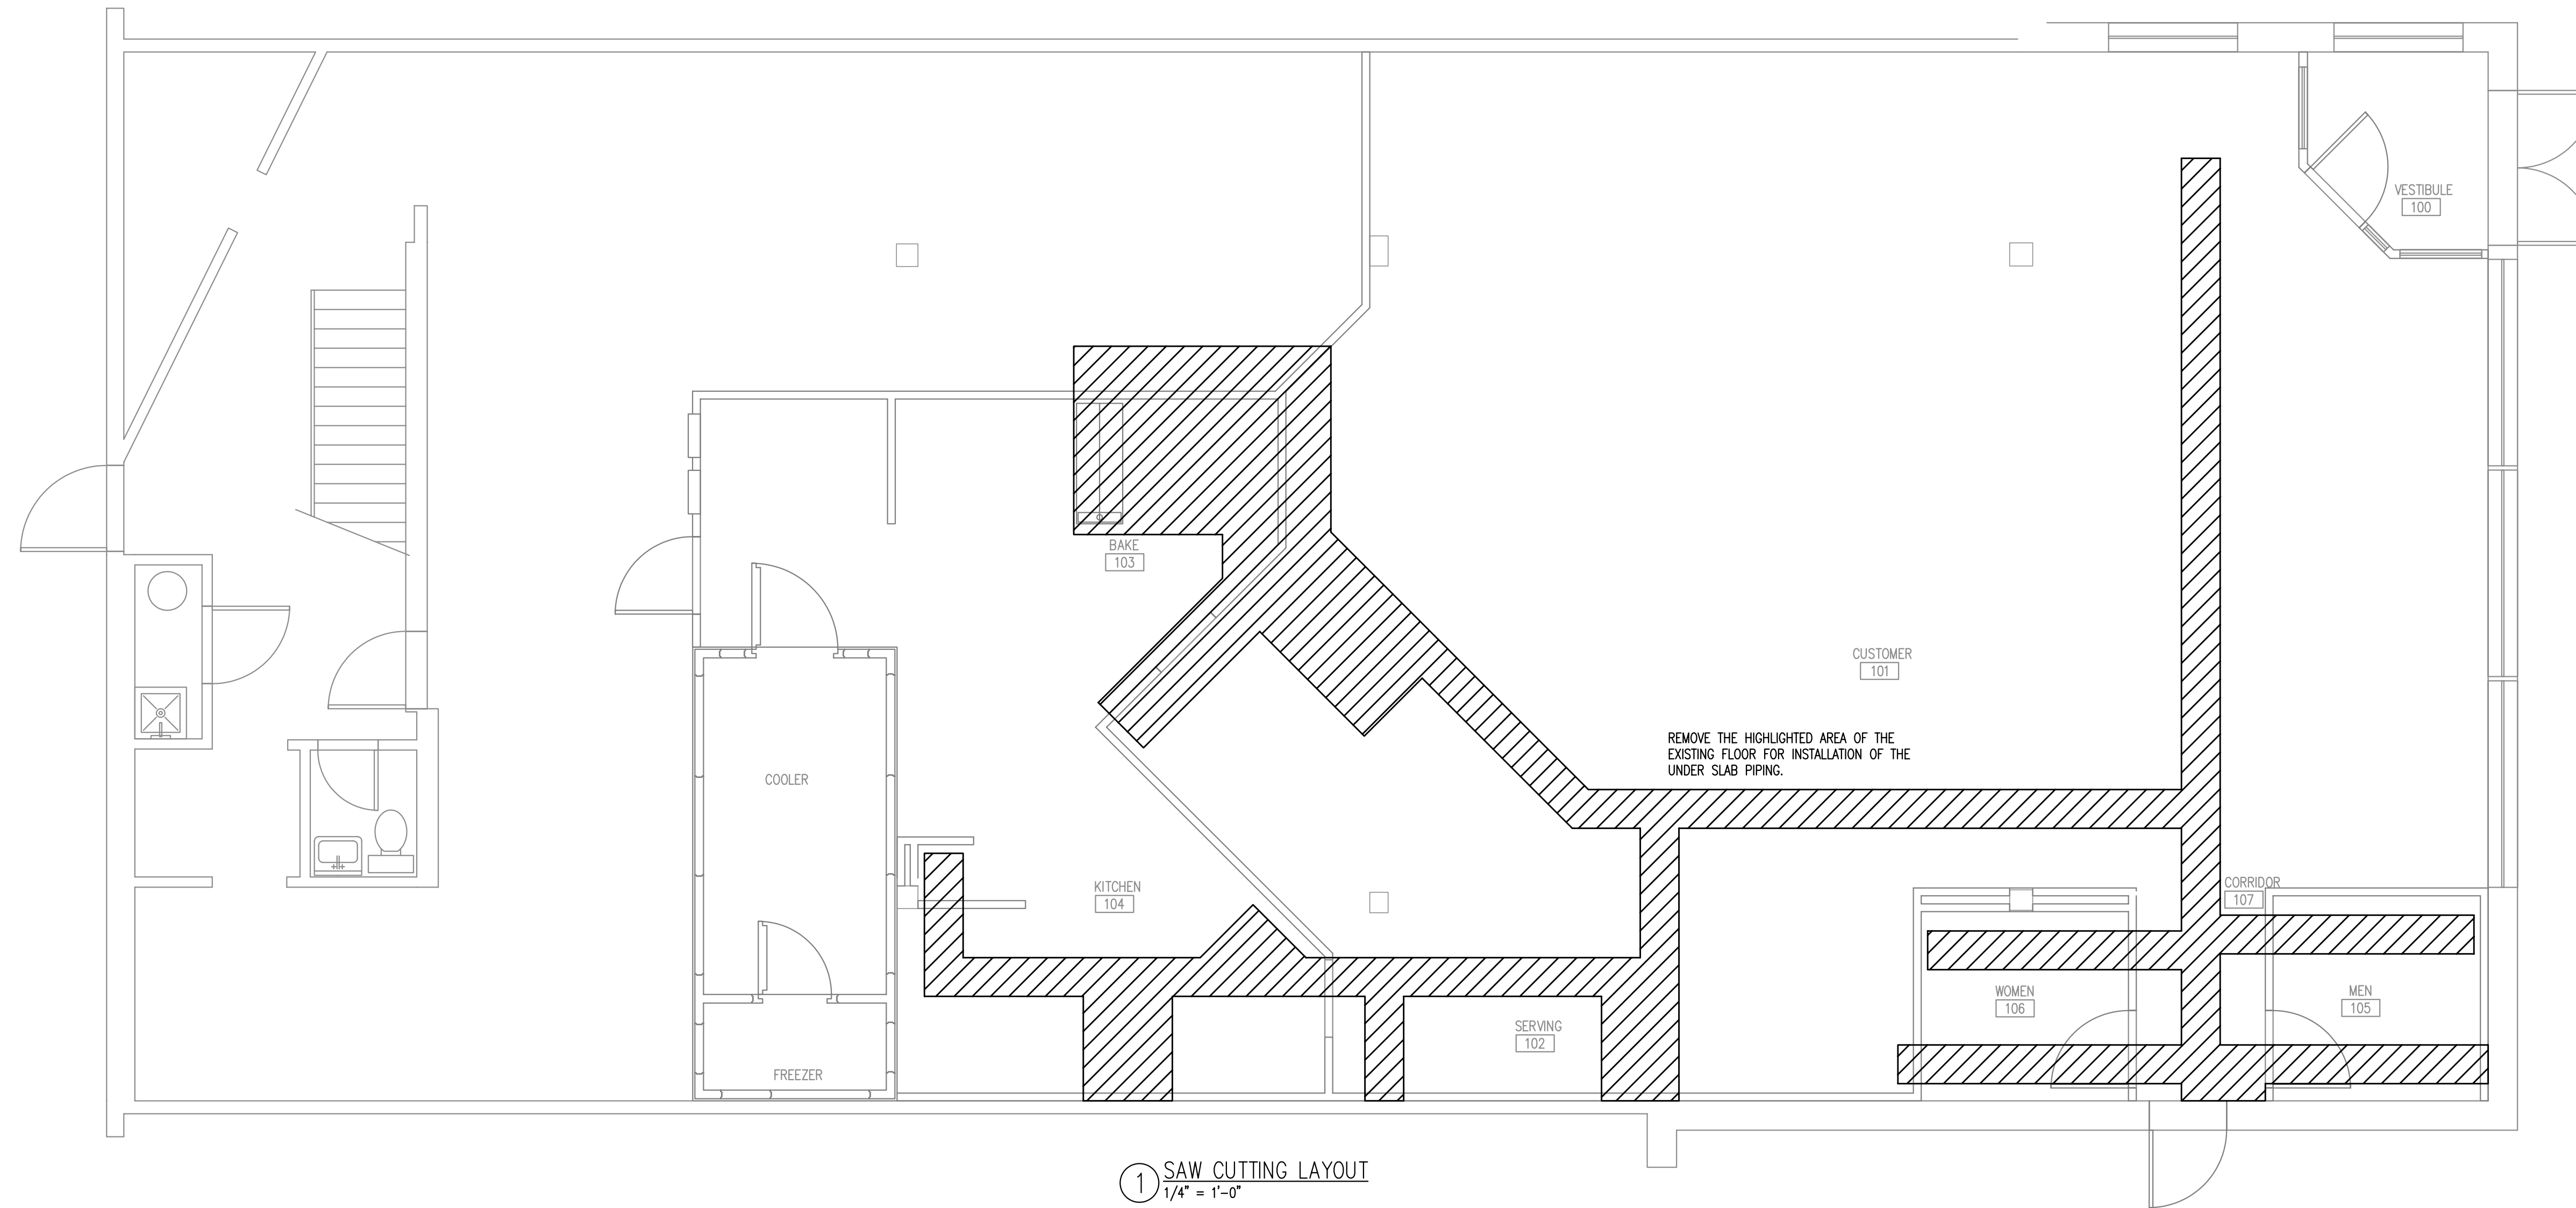 VESTIBULE
100
BAKE
103
CUSTOMER
101
REMOVE THE HIGHLIGHTED AREA OF THE
EXISTING FLOOR FOR INSTALLATION OF THE
UNDER SLAB PIPING.
COOLER
KITCHEN
104
CORRIDOR
107
WOMEN
106
MEN
105
SERVING
102
FREEZER
1
SAW CUTTING LAYOUT
1/4" = 1'-0"